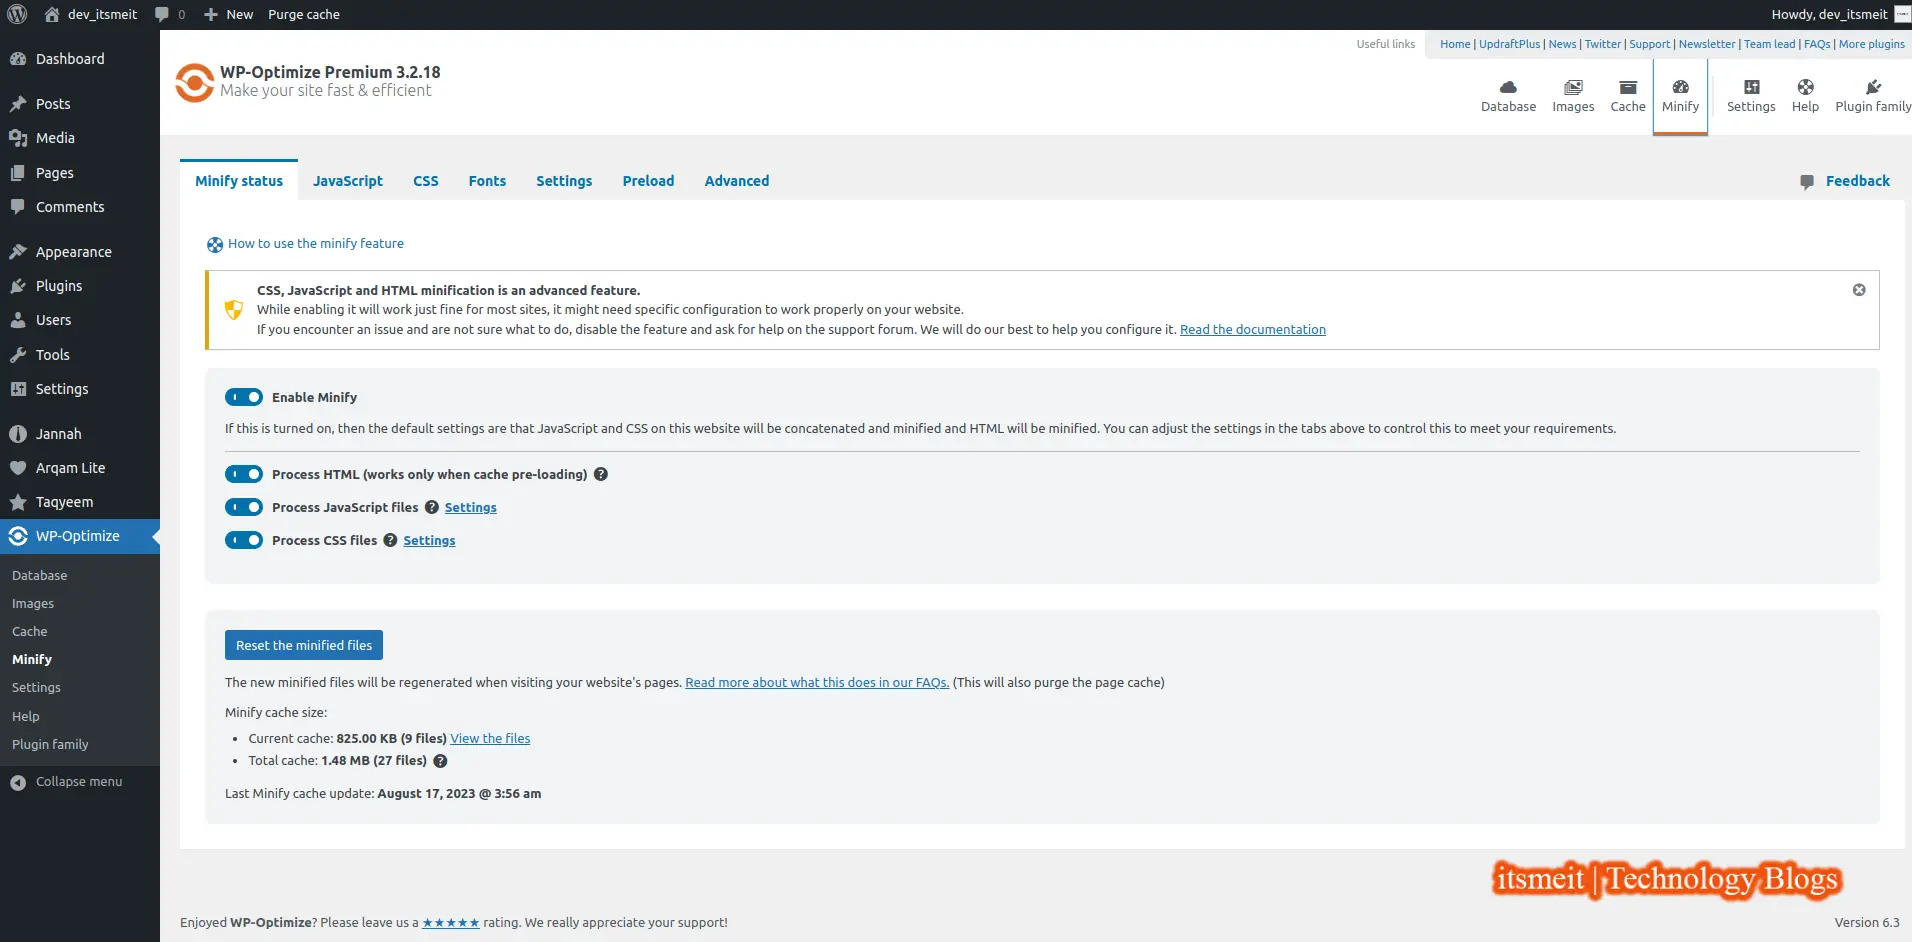 dev_itsmeit 0 New Purge cache Howdy, dev_itsmeit
Useful links Home | UpdraftPlus | News | Twitter | Support | Newsletter | Team lead | FAQs | More plugins
WP-Optimize Premium 3.2.18
Make your site fast & efficient
Database Images Cache Minify Settings Help Plugin family
Dashboard
Posts
Media
Pages
Comments
Appearance
Plugins
Users
Tools
Settings
Jannah
Arqam Lite
Taqyeem
WP-Optimize
Database
Images
Cache
Minify
Settings
Help
Plugin family
Collapse menu
Minify status JavaScript CSS Fonts Settings Preload Advanced Feedback
How to use the minify feature
CSS, JavaScript and HTML minification is an advanced feature.
While enabling it will work just fine for most sites, it might need specific configuration to work properly on your website.
If you encounter an issue and are not sure what to do, disable the feature and ask for help on the support forum. We will do our best to help you configure it. Read the documentation
Enable Minify
If this is turned on, then the default settings are that JavaScript and CSS on this website will be concatenated and minified and HTML will be minified. You can adjust the settings in the tabs above to control this to meet your requirements.
Process HTML (works only when cache pre-loading) ?
Process JavaScript files ? Settings
Process CSS files ? Settings
Reset the minified files
The new minified files will be regenerated when visiting your website's pages. Read more about what this does in our FAQs. (This will also purge the page cache)
Minify cache size:
• Current cache: 825.00 KB (9 files) View the files
• Total cache: 1.48 MB (27 files) ?
Last Minify cache update: August 17, 2023 @ 3:56 am
itsmeit | Technology Blogs
Enjoyed WP-Optimize? Please leave us a ★★★★★ rating. We really appreciate your support!
Version 6.3